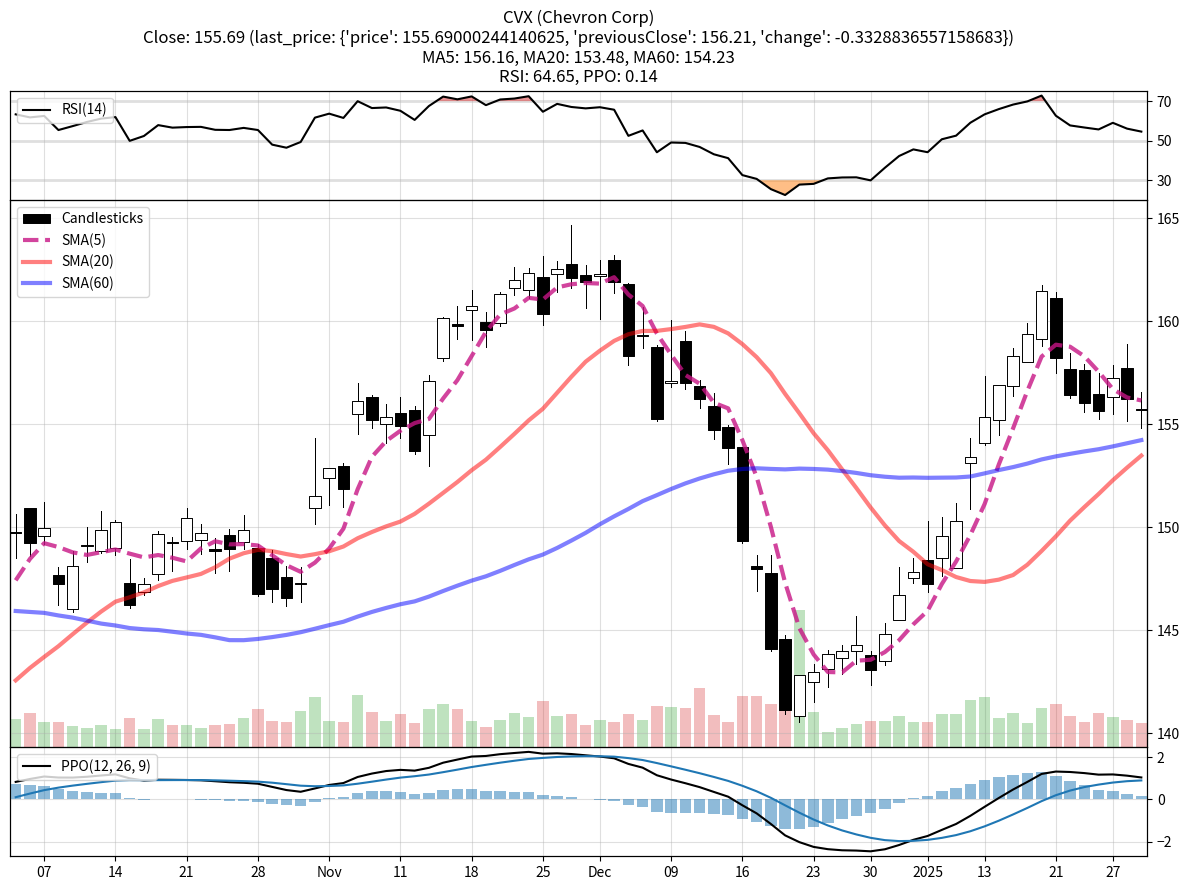 CVX (Chevron Corp)
Close: 155.69 (last_price: {'price': 155.69000244140625, 'previousClose': 156.21, 'change': -0.3328836557158683})
MA5: 156.16, MA20: 153.48, MA60: 154.23
RSI: 64.65, PPO: 0.14
RSI(14)
70
50
30
Candlesticks
SMA(5)
SMA(20)
SMA(60)
165
160
155
150
145
140
PPO(12, 26, 9)
2
0
−2
07 14 21 28 Nov 11 18 25 Dec 09 16 23 30 2025 13 21 27